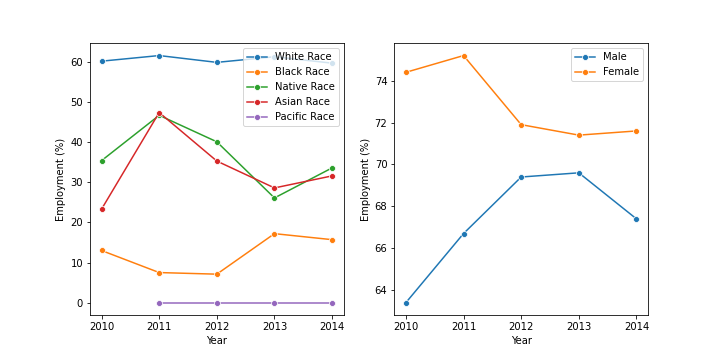 White Race
Black Race
Native Race
Asian Race
Pacific Race
60
50
40
30
20
10
0
Employment (%)
2010
2011
2012
2013
2014
Year
Male
Female
74
72
70
68
66
64
Employment (%)
2010
2011
2012
2013
2014
Year